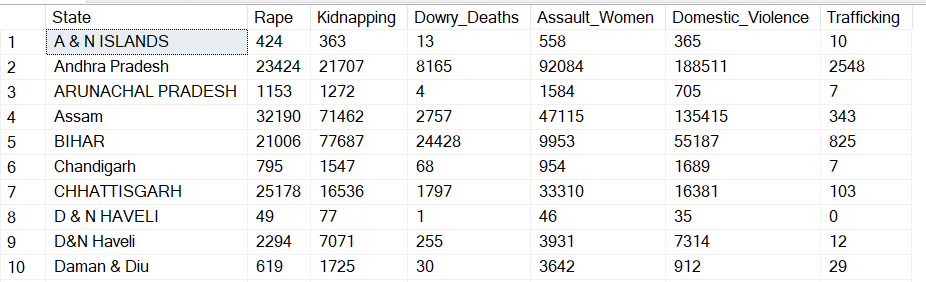 State Rape Kidnapping Dowry_Deaths Assault_Women Domestic_Violence Trafficking
1 A & N ISLANDS 424 363 13 558 365 10
2 Andhra Pradesh 23424 21707 8165 92084 188511 2548
3 ARUNACHAL PRADESH 1153 1272 4 1584 705 7
4 Assam 32190 71462 2757 47115 135415 343
5 BIHAR 21006 77687 24428 9953 55187 825
6 Chandigarh 795 1547 68 954 1689 7
7 CHHATTISGARH 25178 16536 1797 33310 16381 103
8 D & N HAVELI 49 77 1 46 35 0
9 D&N Haveli 2294 7071 255 3931 7314 12
10 Daman & Diu 619 1725 30 3642 912 29